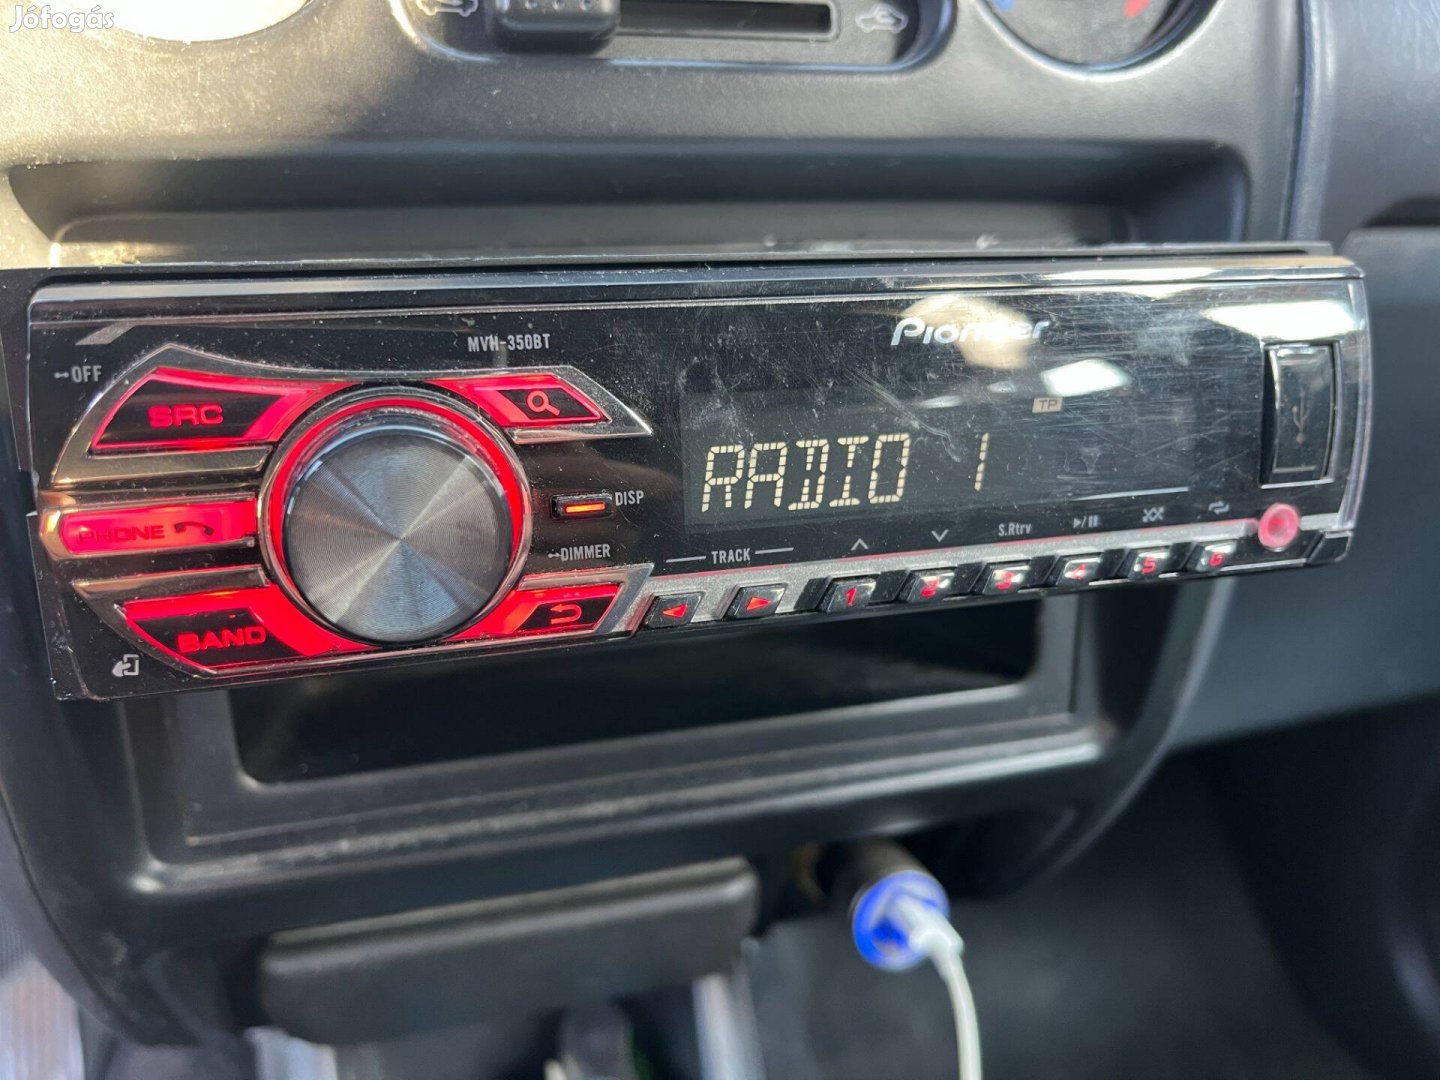 Jófogás
Pioneer
MVH-350BT
OFF
SRC
TP
RADIO 1
DISP
PHONE
DIMMER
TRACK
S.Rtrv
BAND
1 2 3 4 5 6